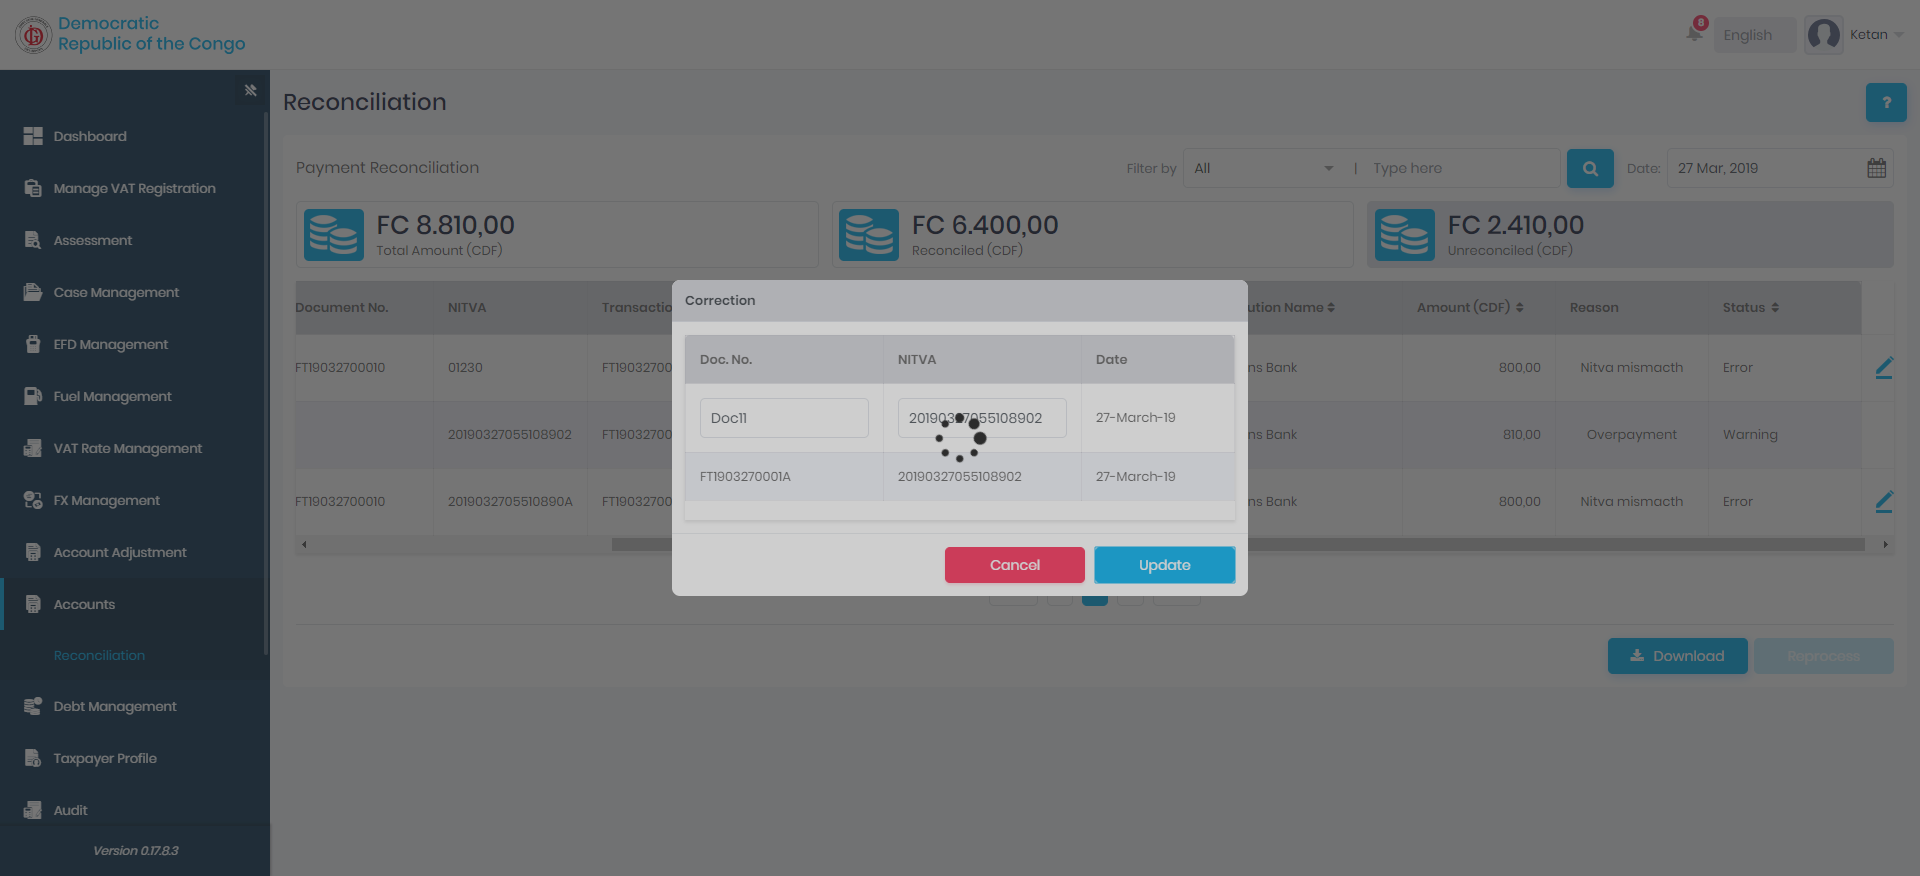 Democratic
Republic of the Congo
8
English
Ketan
Reconciliation
?
Dashboard
Manage VAT Registration
Assessment
Case Management
EFD Management
Fuel Management
VAT Rate Management
FX Management
Account Adjustment
Accounts
Reconciliation
Debt Management
Taxpayer Profile
Audit
Version 0.17.8.3
Payment Reconciliation
Filter by All | Type here Date: 27 Mar, 2019
FC 8.810,00
Total Amount (CDF)
FC 6.400,00
Reconciled (CDF)
FC 2.410,00
Unreconciled (CDF)
Document No. NITVA Transactio ution Name Amount (CDF) Reason Status
FT19032700010 01230 FT1903270 ns Bank 800,00 Nitva mismacth Error
20190327055108902 FT1903270 ns Bank 810,00 Overpayment Warning
FT19032700010 2019032705510890A FT1903270 ns Bank 800,00 Nitva mismacth Error
Correction
Doc. No. NITVA Date
Doc11 20190327055108902 27-March-19
FT1903270001A 20190327055108902 27-March-19
Cancel Update
Download Reprocess